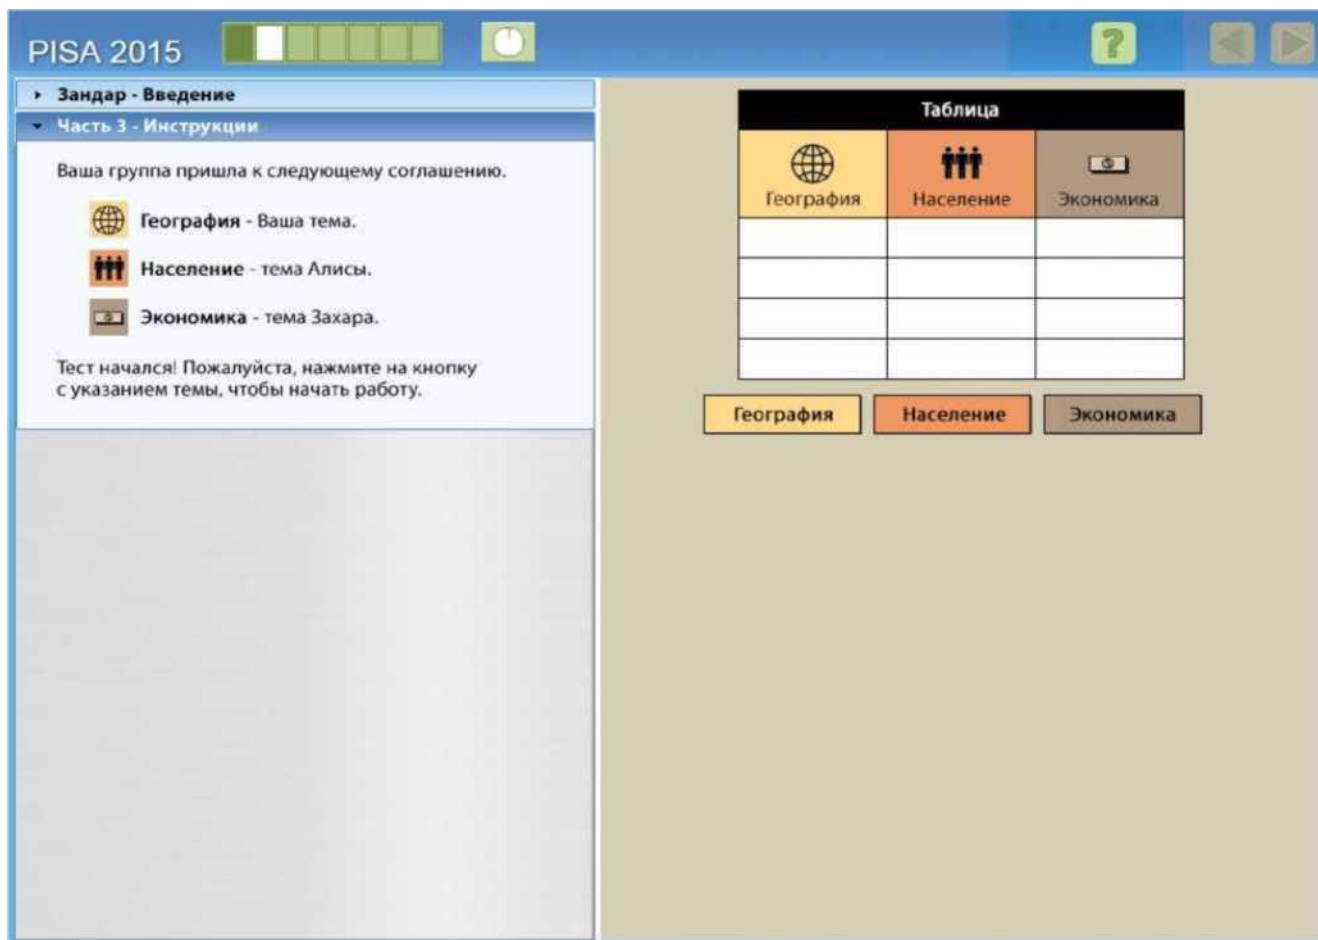 PISA 2015
?
Зандар - Введение
Часть 3 - Инструкции
Ваша группа пришла к следующему соглашению.
География - Ваша тема.
Население - тема Алисы.
Экономика - тема Захара.
Тест начался! Пожалуйста, нажмите на кнопку
с указанием темы, чтобы начать работу.
Таблица
География Население Экономика
География Население Экономика